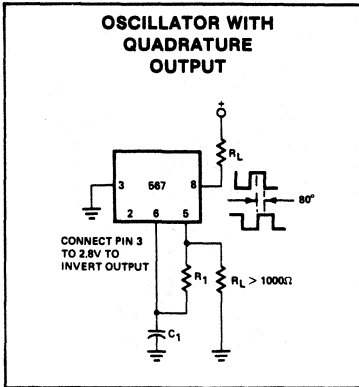 OSCILLATOR WITH
QUADRATURE
OUTPUT
+
RL
3
567
8
80°
2
6
5
CONNECT PIN 3
TO 2.8V TO
INVERT OUTPUT
R1
RL > 1000Ω
C1